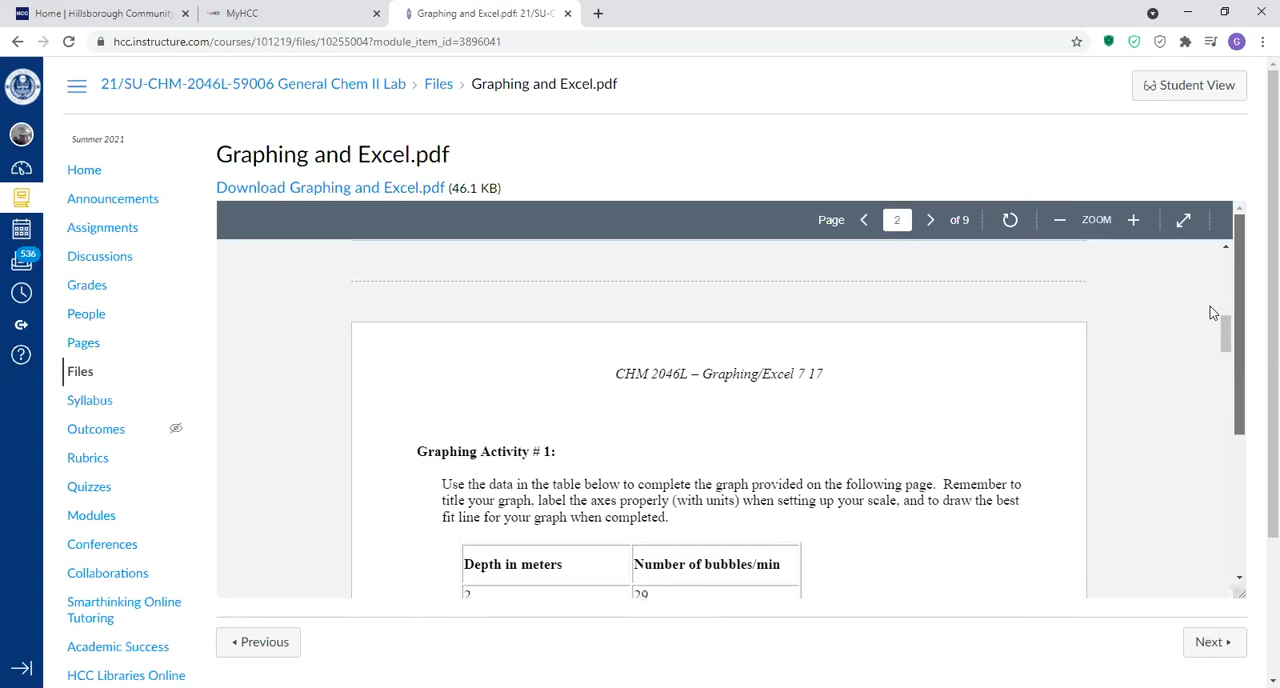 HCC Home | Hillsborough Community
MyHCC
Graphing and Excel.pdf: 21/SU-C
hcc.instructure.com/courses/101219/files/10255004?module_item_id=3896041
G
21/SU-CHM-2046L-59006 General Chem II Lab › Files › Graphing and Excel.pdf
Student View
Summer 2021
Home
Announcements
Assignments
Discussions
536
Grades
People
Pages
Files
Syllabus
Outcomes
Rubrics
Quizzes
Modules
Conferences
Collaborations
Smarthinking Online
Tutoring
Academic Success
HCC Libraries Online
Graphing and Excel.pdf
Download Graphing and Excel.pdf (46.1 KB)
Page 2 of 9 ZOOM
CHM 2046L – Graphing/Excel 7 17
Graphing Activity # 1:
Use the data in the table below to complete the graph provided on the following page. Remember to
title your graph, label the axes properly (with units) when setting up your scale, and to draw the best
fit line for your graph when completed.
Depth in meters Number of bubbles/min
2 29
Previous
Next